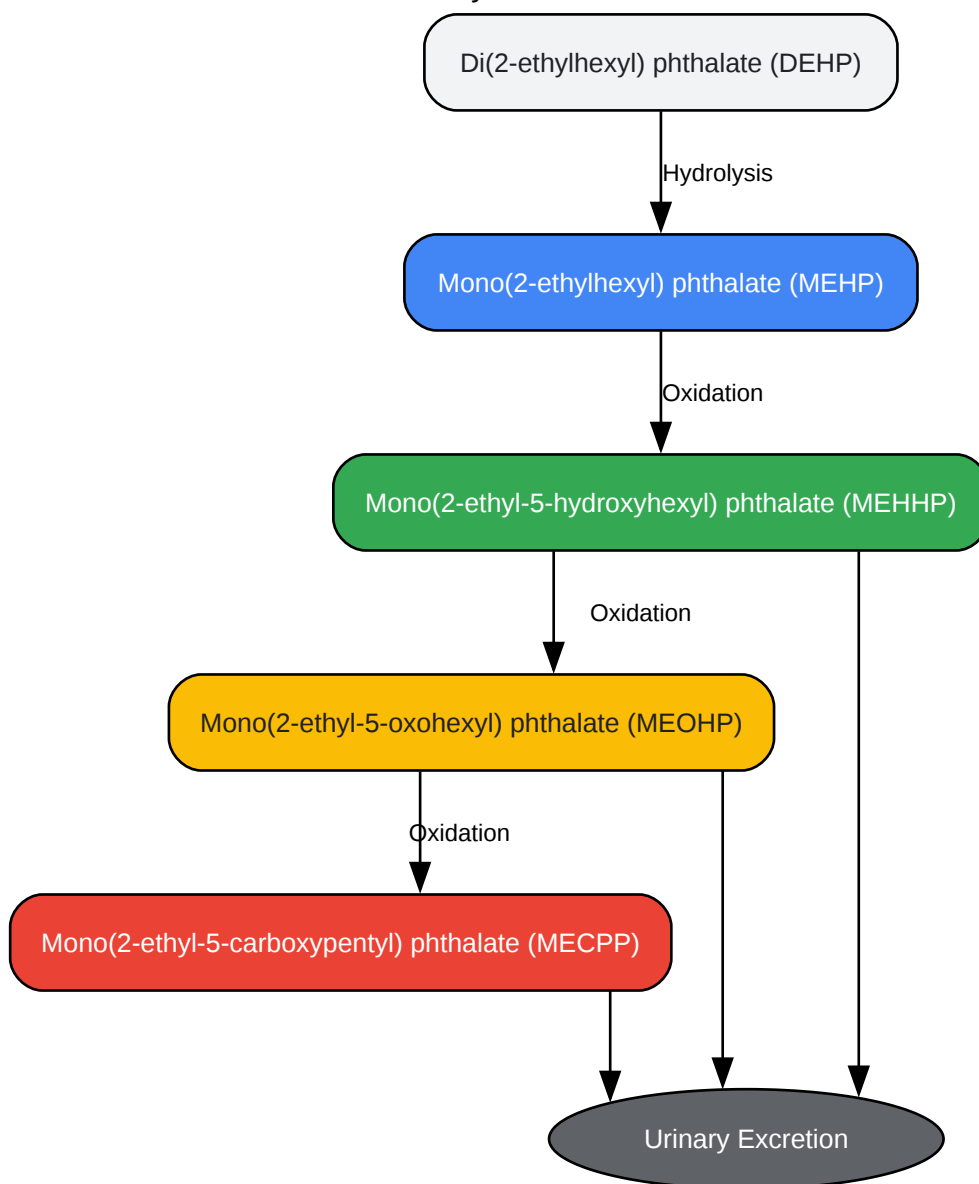 Di(2-ethylhexyl) phthalate (DEHP)
Hydrolysis
Mono(2-ethylhexyl) phthalate (MEHP)
Oxidation
Mono(2-ethyl-5-hydroxyhexyl) phthalate (MEHHP)
Oxidation
Mono(2-ethyl-5-oxohexyl) phthalate (MEOHP)
Oxidation
Mono(2-ethyl-5-carboxypentyl) phthalate (MECPP)
Urinary Excretion